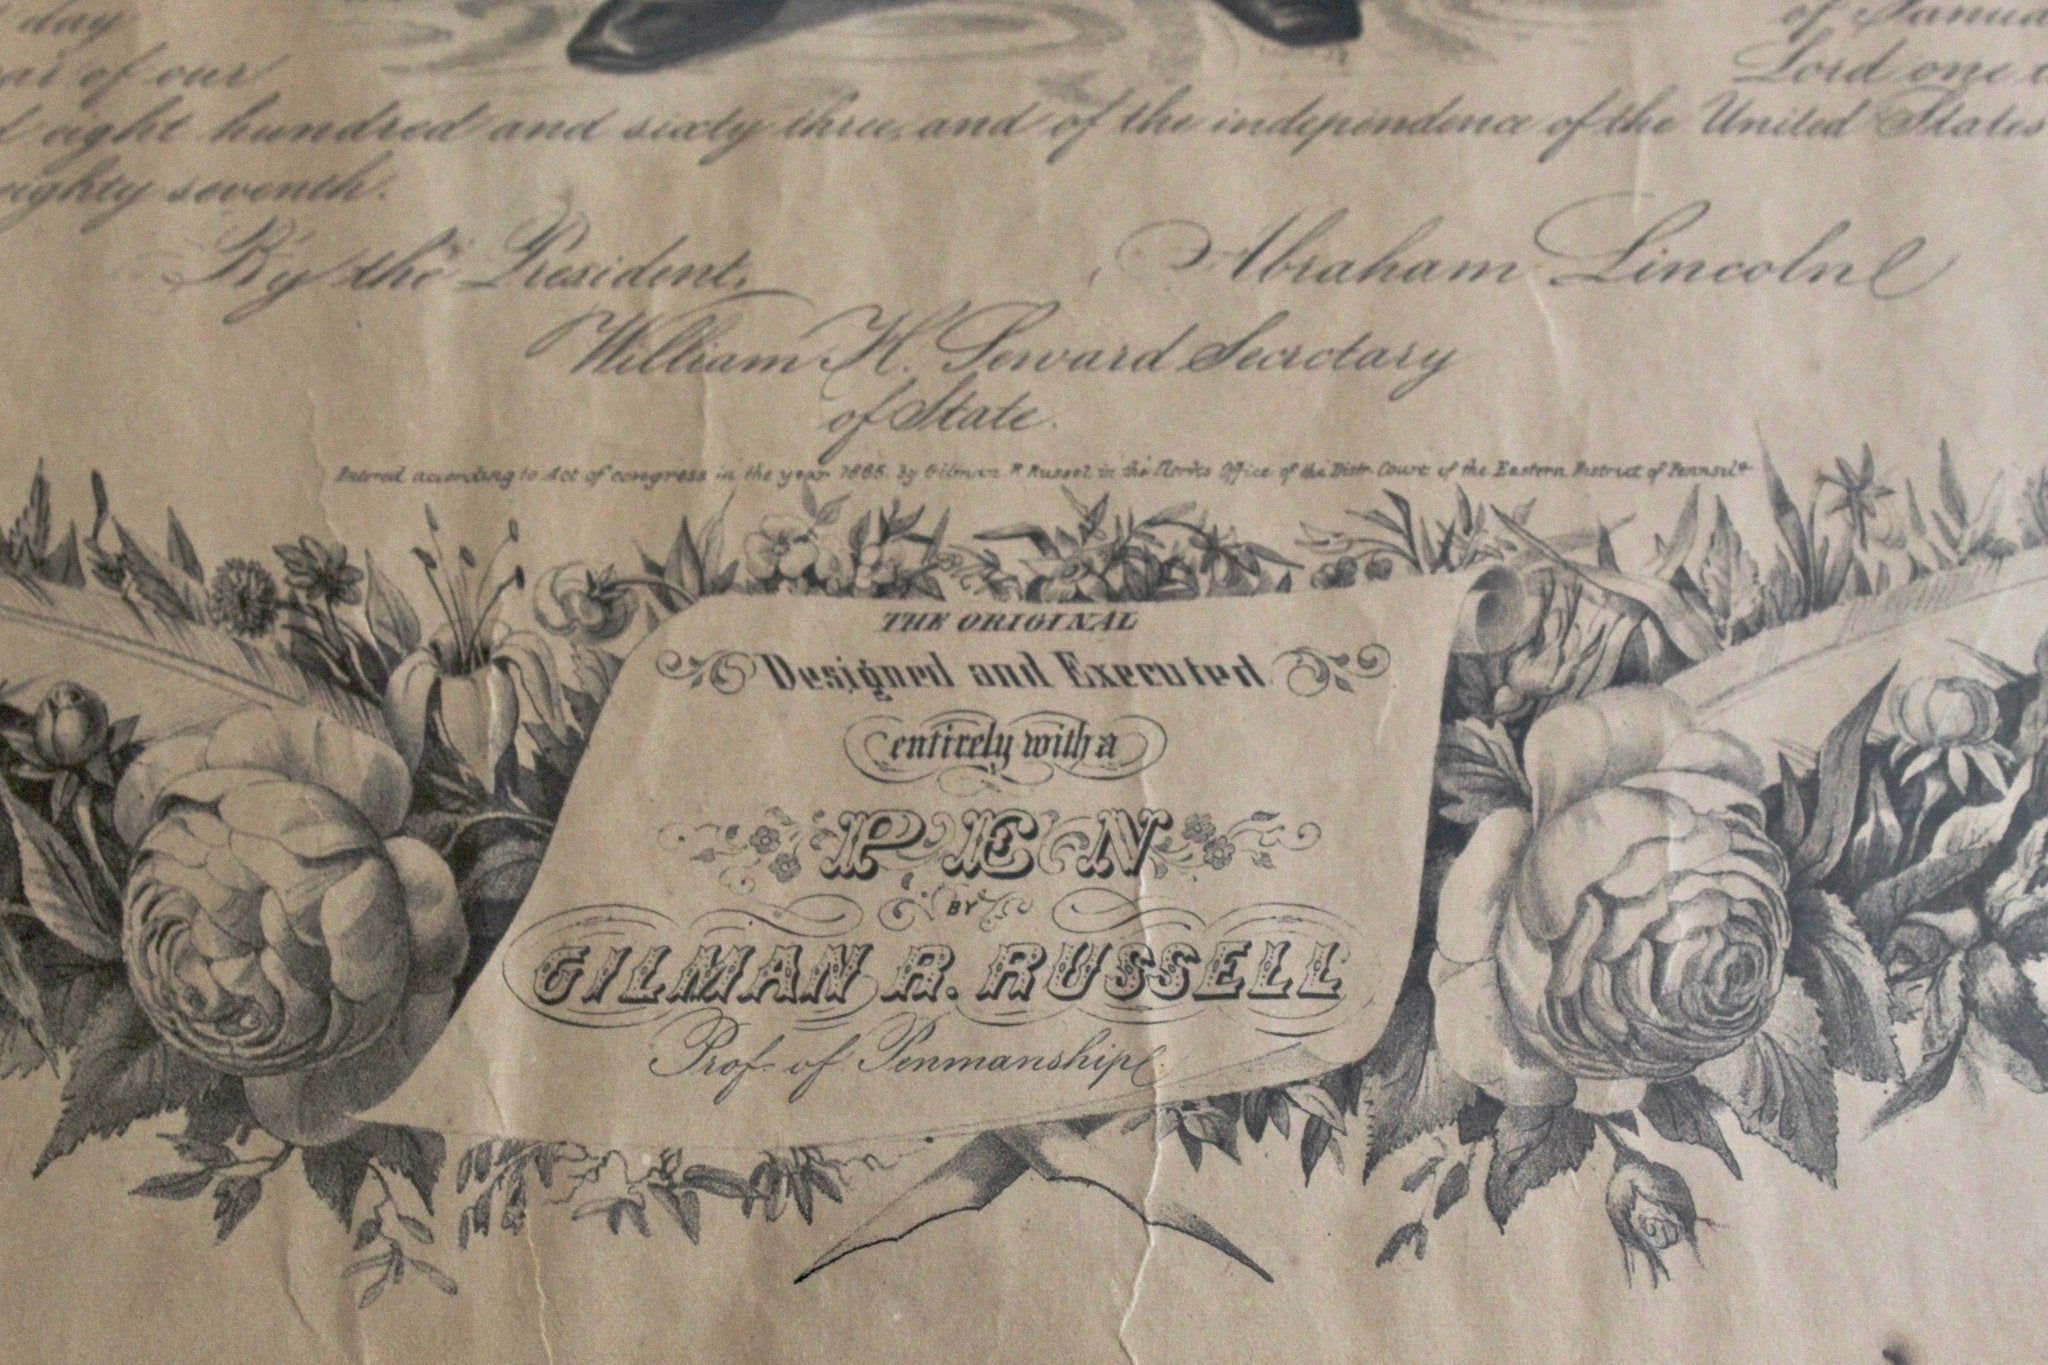 day
of Janua
of our
Lord one
eight hundred and sixty three, and of the independence of the United States
eighty seventh.
By the President,
Abraham Lincoln
William H. Seward Secretary
of State.
Entered according to Act of congress in the year 1865. by Gilman R Russel in the Clerks Office of the Distr. Court of the Eastern District of Pennsilv
THE ORIGINAL
Designed and Executed
entirely with a
PEN
BY
GILMAN R. RUSSELL
Prof. of Penmanship.